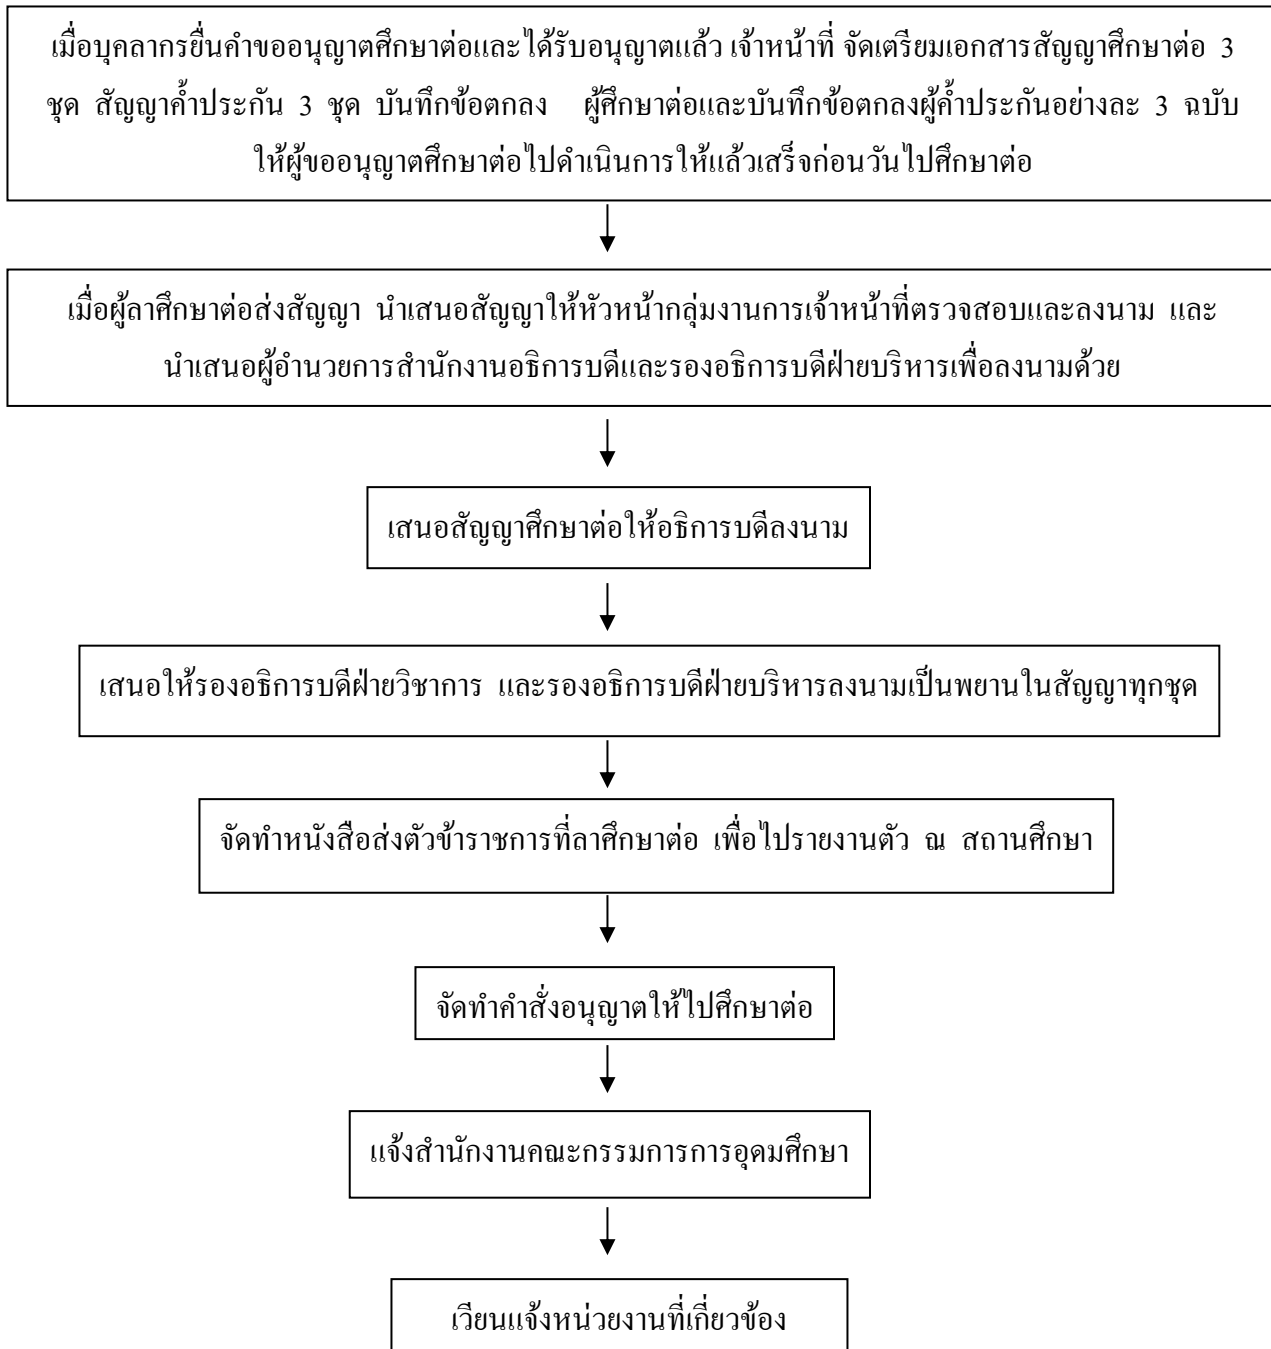 เมื่อบุคลากรยื่นคำขออนุญาตศึกษาต่อและได้รับอนุญาตแล้ว เจ้าหน้าที่ จัดเตรียมเอกสารสัญญาศึกษาต่อ 3
ชุด สัญญาค้ำประกัน 3 ชุด บันทึกข้อตกลง ผู้ศึกษาต่อและบันทึกข้อตกลงผู้ค้ำประกันอย่างละ 3 ฉบับ
ให้ผู้ขออนุญาตศึกษาต่อไปดำเนินการให้แล้วเสร็จก่อนวันไปศึกษาต่อ
เมื่อผู้ลาศึกษาต่อส่งสัญญา นำเสนอสัญญาให้หัวหน้ากลุ่มงานการเจ้าหน้าที่ตรวจสอบและลงนาม และ
นำเสนอผู้อำนวยการสำนักงานอธิการบดีและรองอธิการบดีฝ่ายบริหารเพื่อลงนามด้วย
เสนอสัญญาศึกษาต่อให้อธิการบดีลงนาม
เสนอให้รองอธิการบดีฝ่ายวิชาการ และรองอธิการบดีฝ่ายบริหารลงนามเป็นพยานในสัญญาทุกชุด
จัดทำหนังสือส่งตัวข้าราชการที่ลาศึกษาต่อ เพื่อไปรายงานตัว ณ สถานศึกษา
จัดทำคำสั่งอนุญาตให้ไปศึกษาต่อ
แจ้งสำนักงานคณะกรรมการการอุดมศึกษา
เวียนแจ้งหน่วยงานที่เกี่ยวข้อง